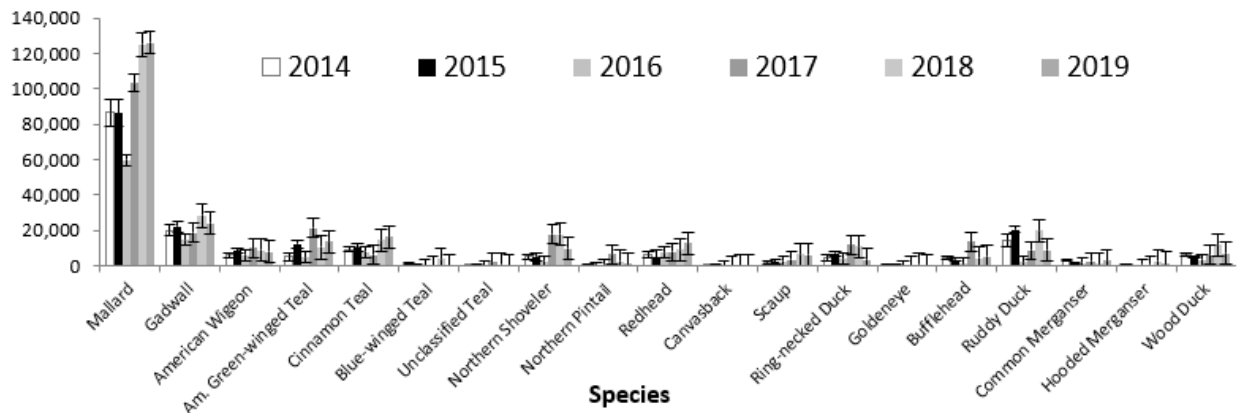 140,000
120,000
100,000
80,000
60,000
40,000
20,000
0
2014 2015 2016 2017 2018 2019
Mallard
Gadwall
American Wigeon
Am. Green-winged Teal
Cinnamon Teal
Blue-winged Teal
Unclassified Teal
Northern Shoveler
Northern Pintail
Redhead
Canvasback
Scaup
Ring-necked Duck
Goldeneye
Bufflehead
Ruddy Duck
Common Merganser
Hooded Merganser
Wood Duck
Species